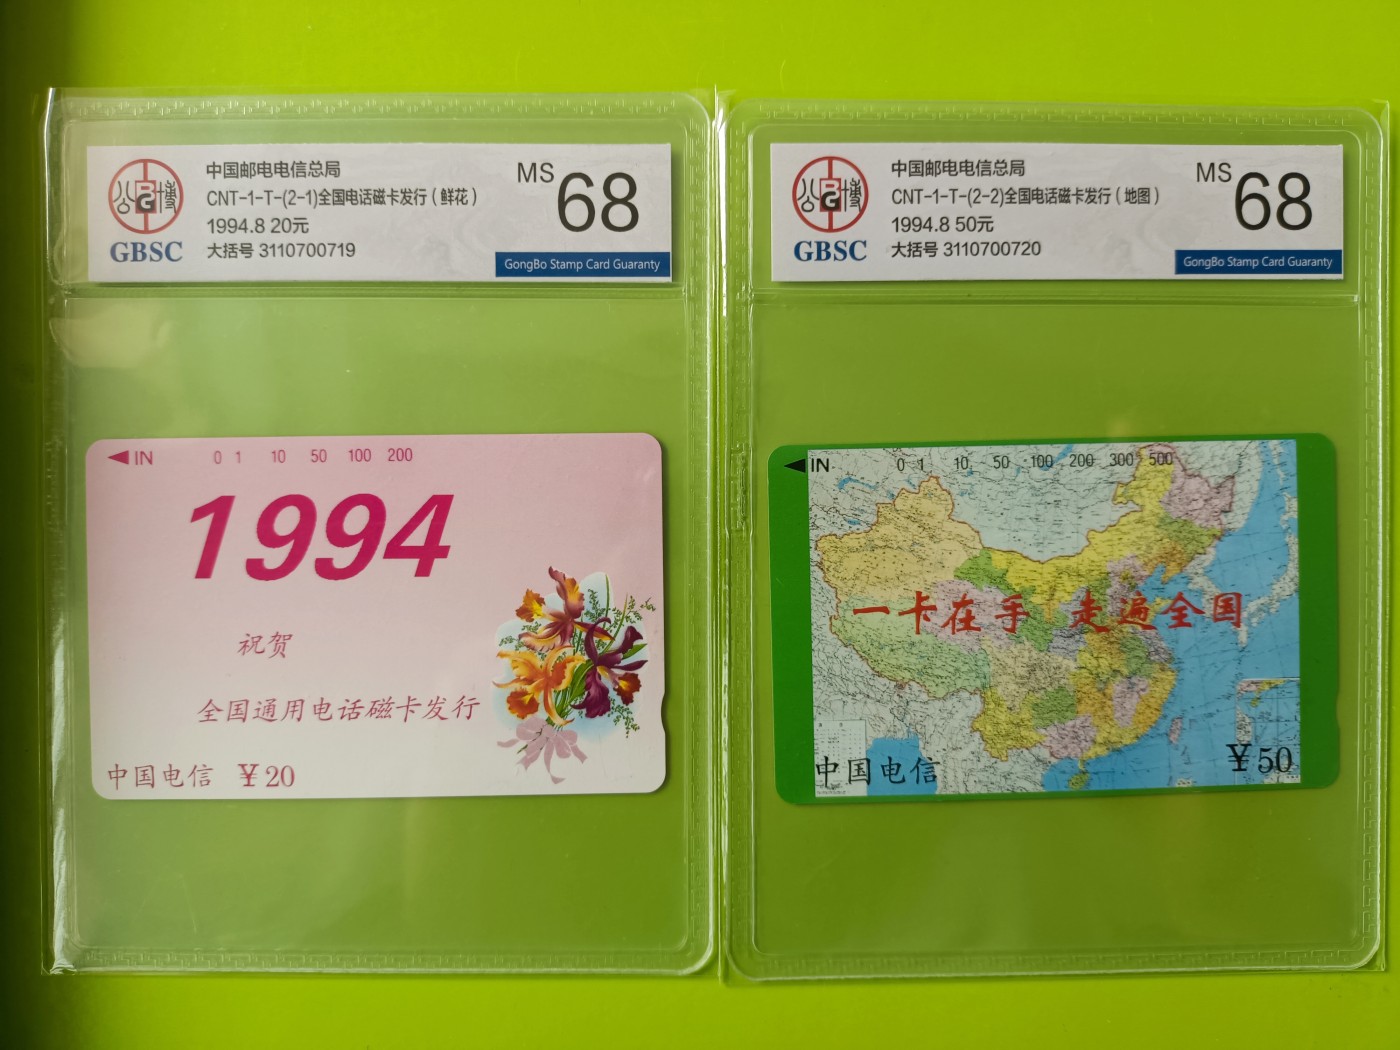 公博
GBSC
中国邮电电信总局
CNT-1-T-(2-1)全国电话磁卡发行(鲜花)
1994.8 20元
大括号 3110700719
MS 68
GongBo Stamp Card Guaranty
IN 0 1 10 50 100 200
1994
祝贺
全国通用电话磁卡发行
中国电信 ¥20
公博
GBSC
中国邮电电信总局
CNT-1-T-(2-2)全国电话磁卡发行(地图)
1994.8 50元
大括号 3110700720
MS 68
GongBo Stamp Card Guaranty
IN 0 1 10 50 100 200 300 500
一卡在手 走遍全国
中国电信 ¥50